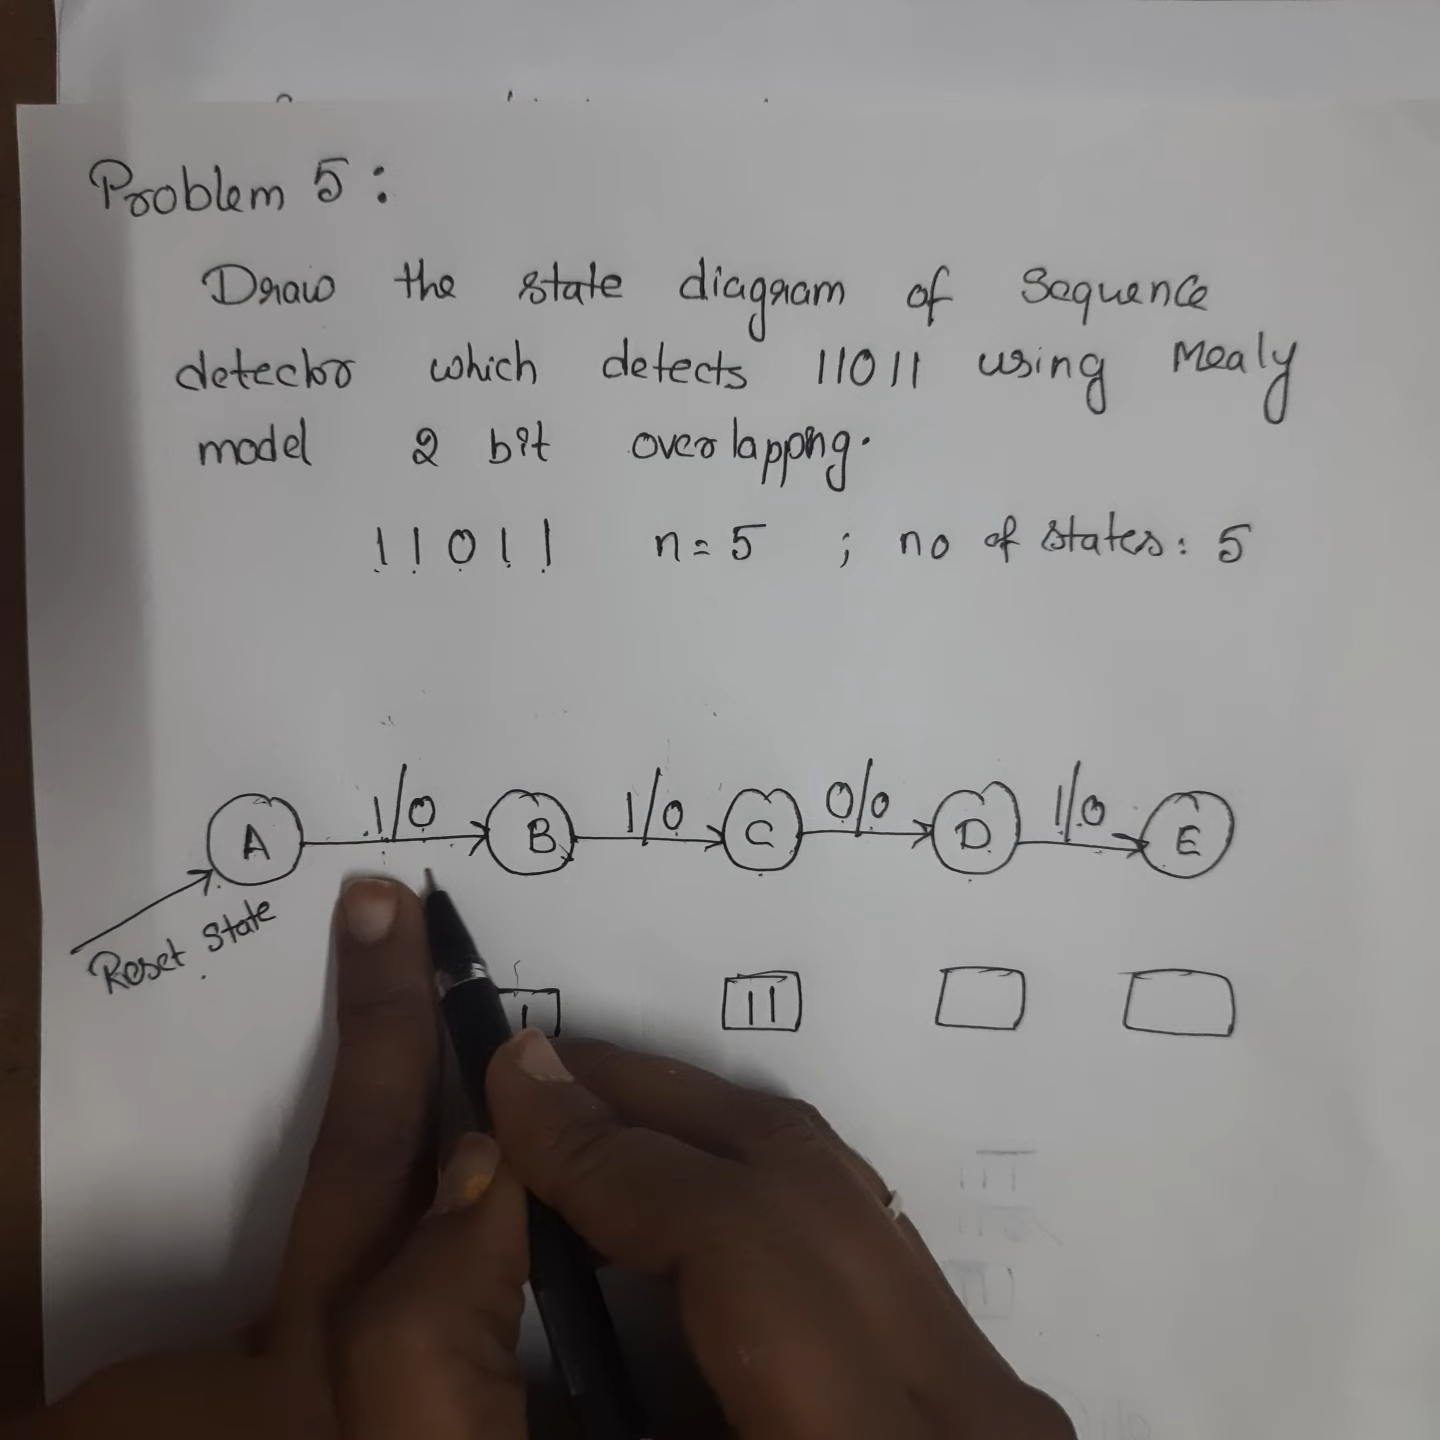 Problem 5:
Draw the state diagram of Sequence
detector which detects 11011 using Mealy
model 2 bit overlapping.
11011 n=5 ; no of states: 5
A 1/0 B 1/0 C 0/0 D 1/0 E
Reset state
1 11